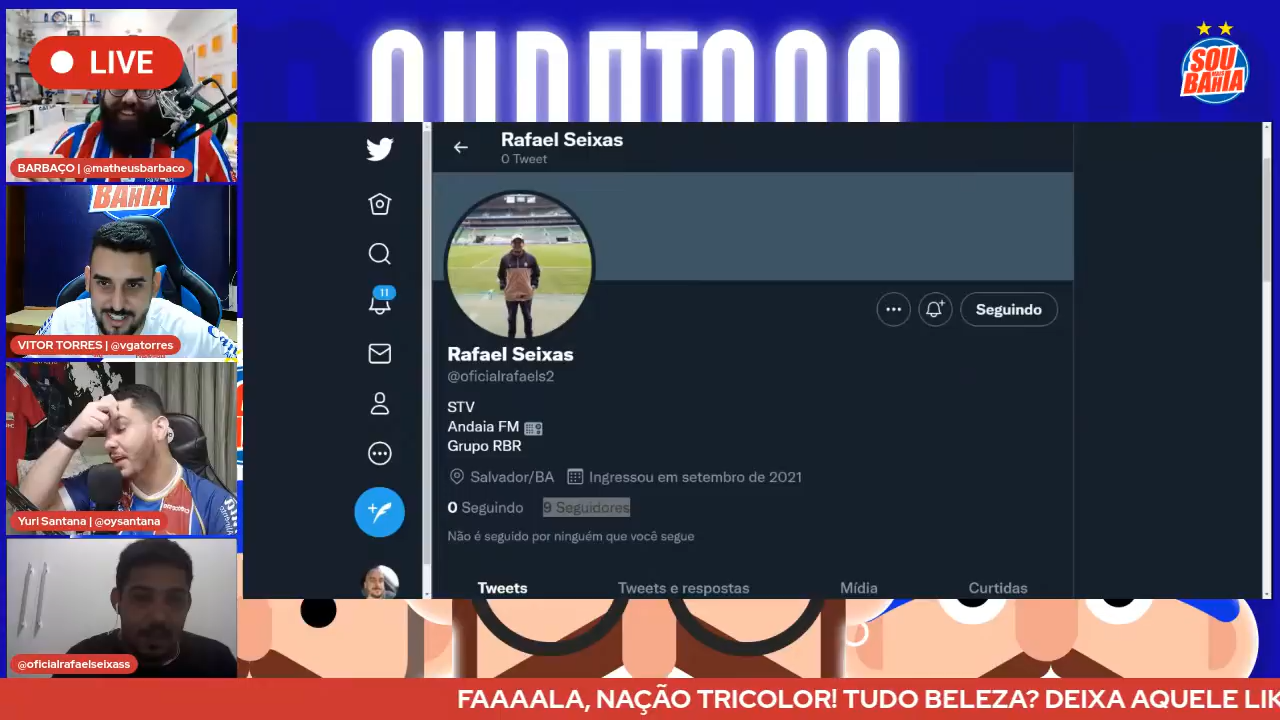 LIVE
BARBAÇO | @matheusbarbaco
BAHIA
VITOR TORRES | @vgatorres
Yuri Santana | @oysantana
@oficialrafaelseixass
SOU
BAHIA
Rafael Seixas
0 Tweet
11
Seguindo
Rafael Seixas
@oficialrafaels2
STV
Andaia FM
Grupo RBR
Salvador/BA Ingressou em setembro de 2021
0 Seguindo 9 Seguidores
Não é seguido por ninguém que você segue
Tweets Tweets e respostas Mídia Curtidas
FAAAALA, NAÇÃO TRICOLOR! TUDO BELEZA? DEIXA AQUELE LIK